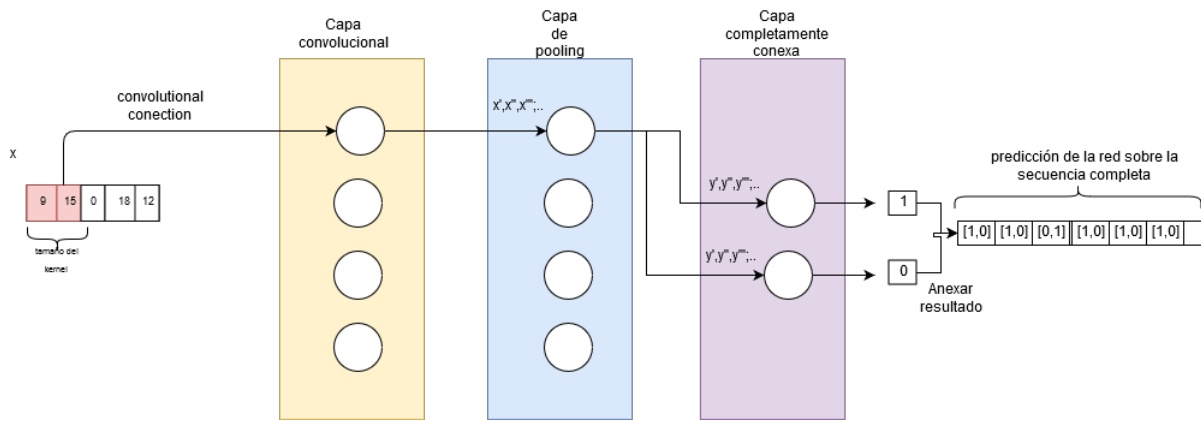 Capa
convolucional
Capa
de
pooling
Capa
completamente
conexa
convolutional
conection
x',x'',x''';..
X
predicción de la red sobre la
secuencia completa
9 15 0 18 12
y',y'',y''';..
1
[1,0] [1,0] [0,1] [1,0] [1,0] [1,0]
tamano del
kernel
y',y'',y''';..
0
Anexar
resultado